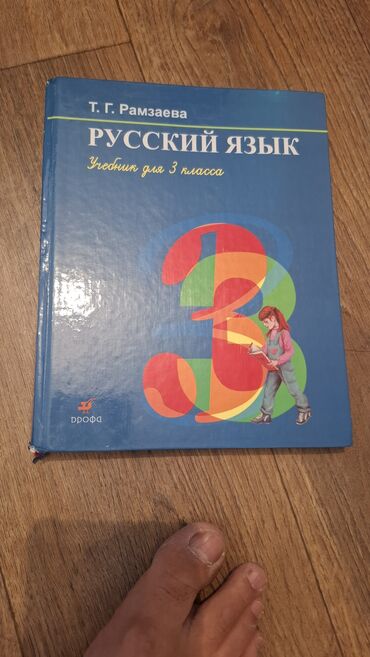 Т. Г. Рамзаева
РУССКИЙ ЯЗЫК
Учебник для 3 класса
3
ДРОФА